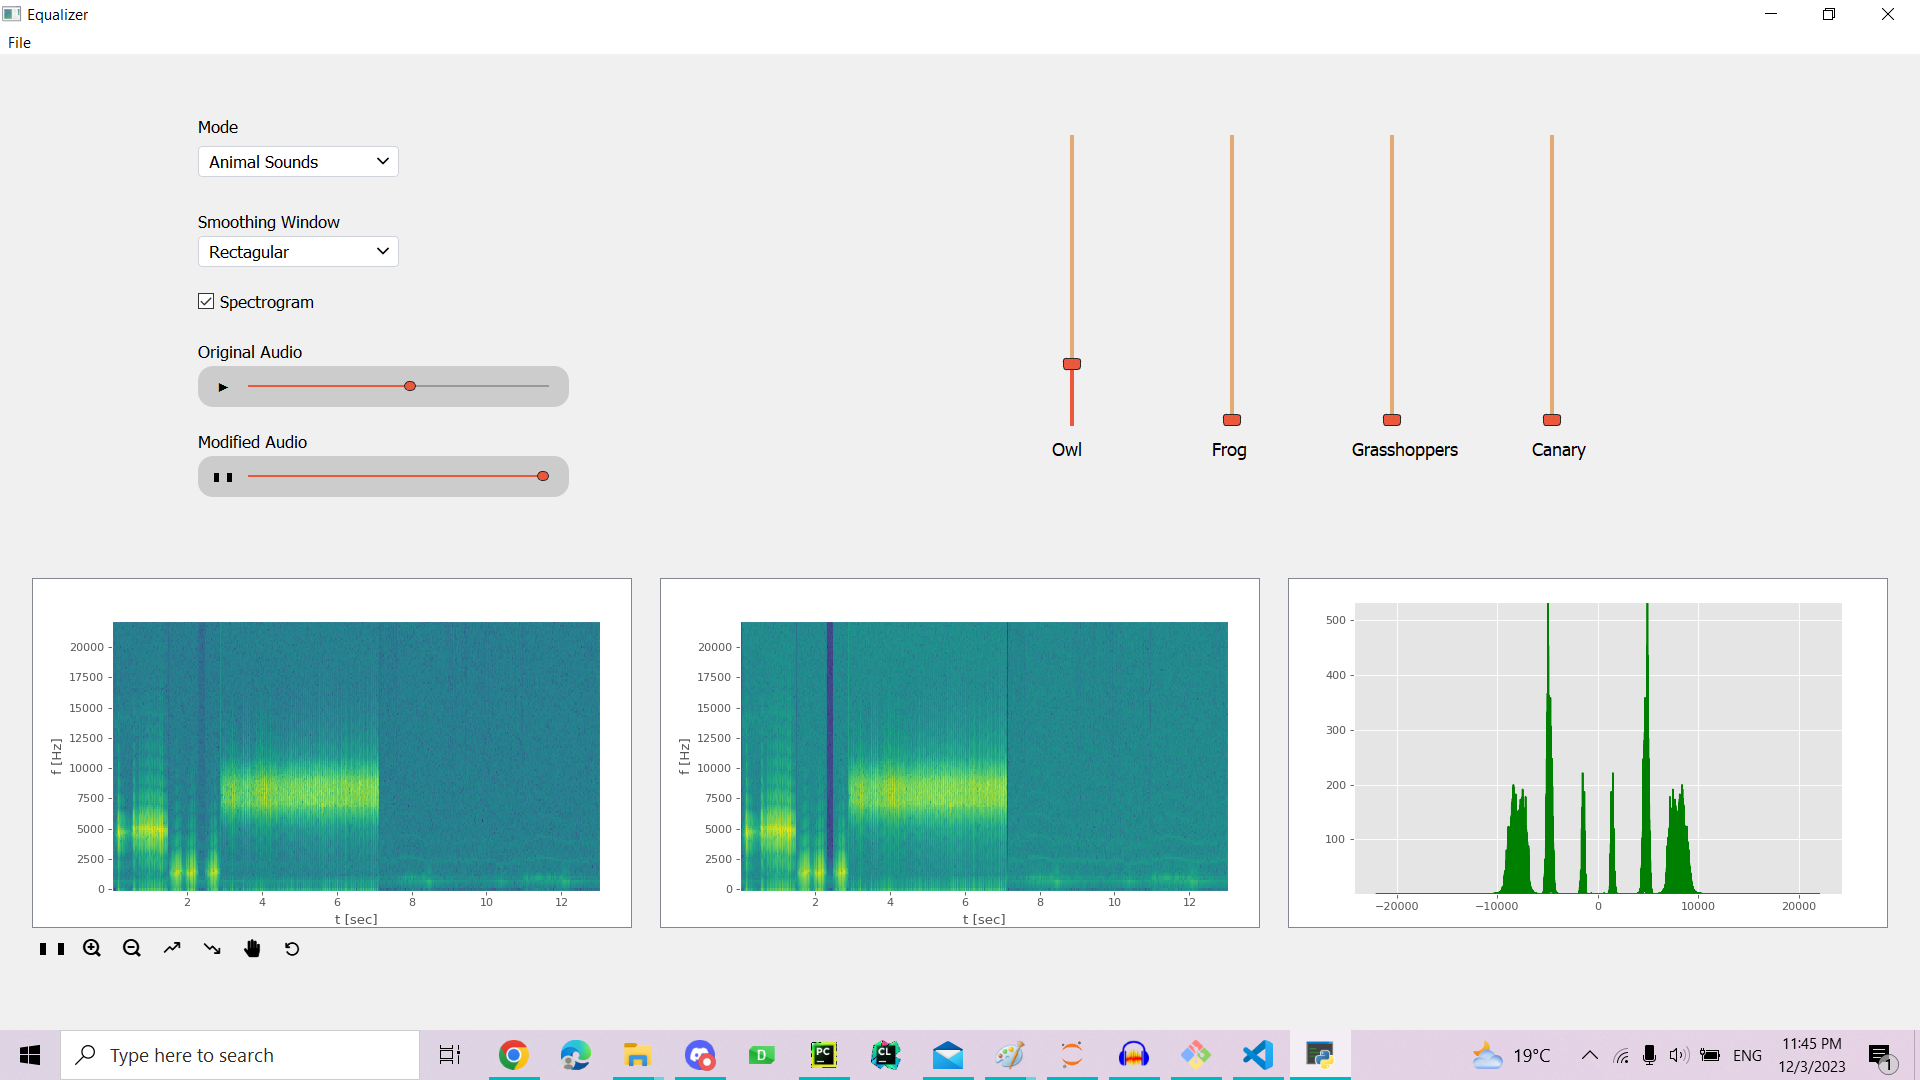 Equalizer
File
Mode
Animal Sounds
Smoothing Window
Rectagular
Spectrogram
Original Audio
Modified Audio
Owl
Frog
Grasshoppers
Canary
20000
17500
15000
12500
10000
7500
5000
2500
0
f [Hz]
2 4 6 8 10 12
t [sec]
20000
17500
15000
12500
10000
7500
5000
2500
0
f [Hz]
2 4 6 8 10 12
t [sec]
500
400
300
200
100
−20000 −10000 0 10000 20000
Type here to search
D
PC
CL
19°C
ENG
11:45 PM
12/3/2023
1